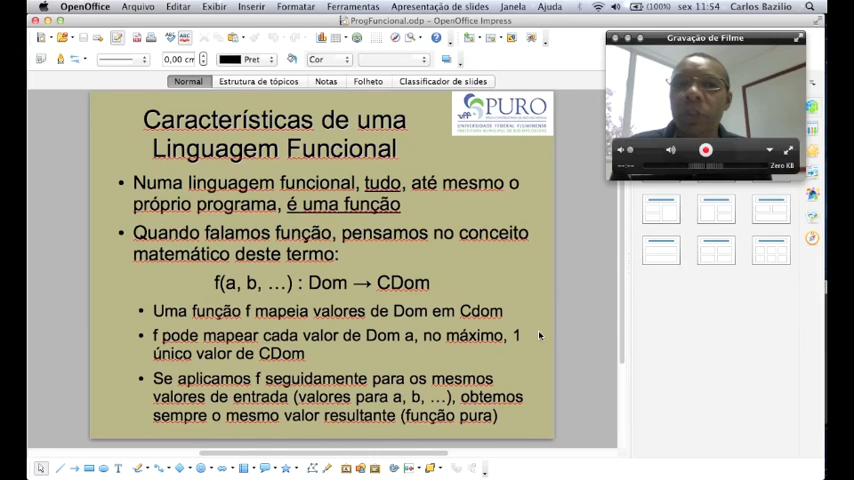 OpenOffice Arquivo Editar Exibir Inserir Formatar Ferramentas Apresentação de slides Janela Ajuda (100%) sex 11:54 Carlos Bazilio
ProgFuncional.odp - OpenOffice Impress
Gravação de Filme
0,00 cm Pret Cor
Normal Estrutura de tópicos Notas Folheto Classificador de slides
Características de uma
Linguagem Funcional
uff PURO
UNIVERSIDADE FEDERAL FLUMINENSE
• Numa linguagem funcional, tudo, até mesmo o
próprio programa, é uma função
• Quando falamos função, pensamos no conceito
matemático deste termo:
f(a, b, …) : Dom → CDom
• Uma função f mapeia valores de Dom em Cdom
• f pode mapear cada valor de Dom a, no máximo, 1
único valor de CDom
• Se aplicamos f seguidamente para os mesmos
valores de entrada (valores para a, b, …), obtemos
sempre o mesmo valor resultante (função pura)
--:-- Zero KB